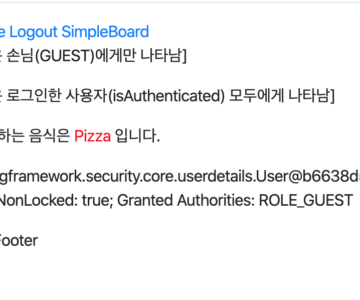 e Logout SimpleBoard
은 손님(GUEST)에게만 나타남]
은 로그인한 사용자(isAuthenticated) 모두에게 나타남]
하는 음식은 Pizza 입니다.
gframework.security.core.userdetails.User@b6638d
NonLocked: true; Granted Authorities: ROLE_GUEST
Footer